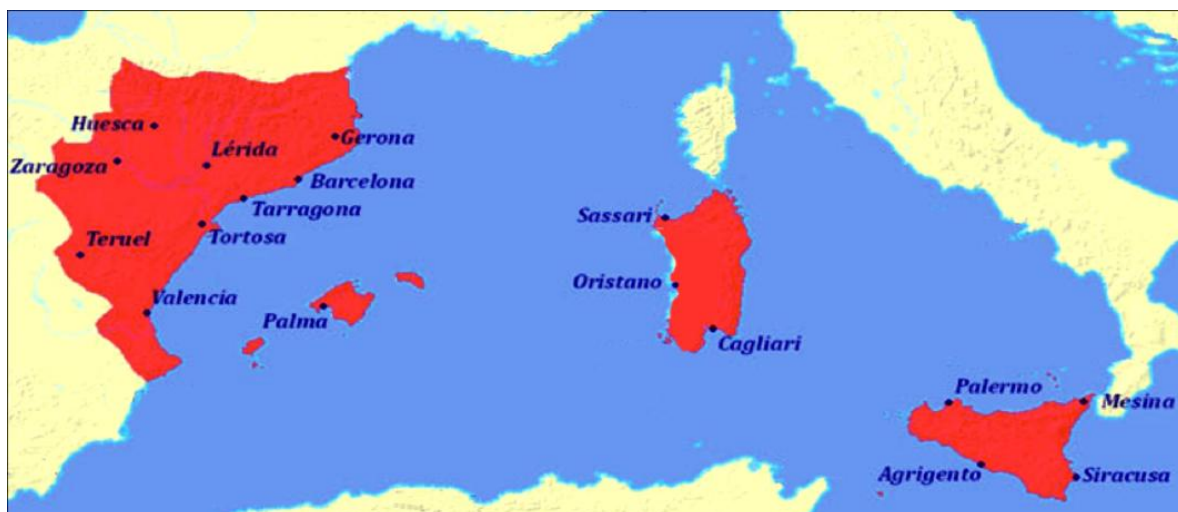 Huesca
Gerona
Zaragoza
Lérida
Barcelona
Tarragona
Sassari
Teruel
Tortosa
Oristano
Valencia
Palma
Cagliari
Palermo
Mesina
Agrigento
Siracusa